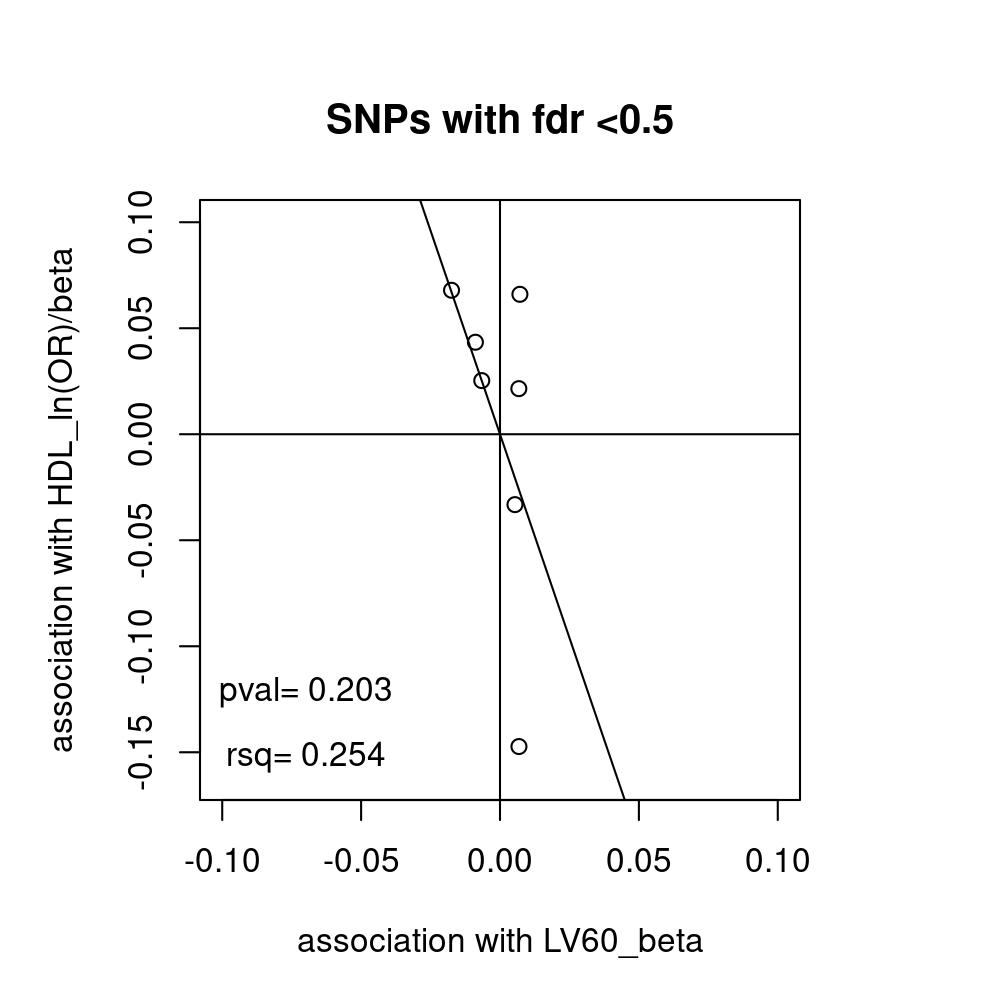 SNPs with fdr <0.5
association with HDL_ln(OR)/beta
0.10
0.05
0.00
-0.05
-0.10
-0.15
pval= 0.203
rsq= 0.254
-0.10 -0.05 0.00 0.05 0.10
association with LV60_beta